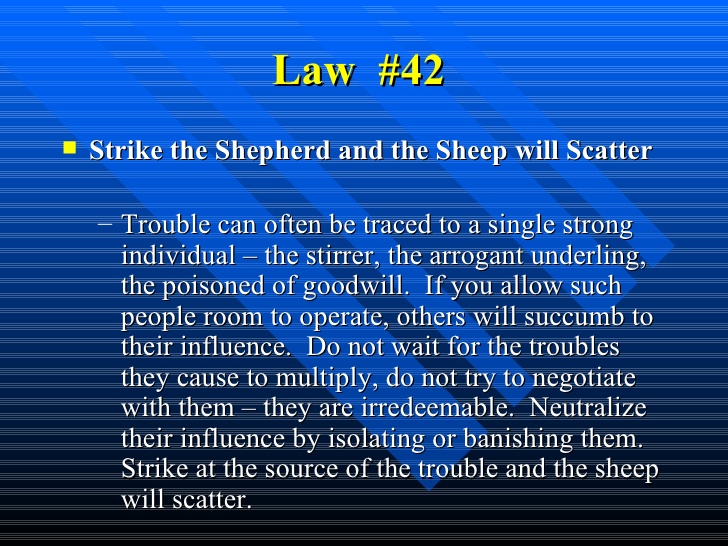 Law #42
Strike the Shepherd and the Sheep will Scatter
– Trouble can often be traced to a single strong
individual – the stirrer, the arrogant underling,
the poisoned of goodwill. If you allow such
people room to operate, others will succumb to
their influence. Do not wait for the troubles
they cause to multiply, do not try to negotiate
with them – they are irredeemable. Neutralize
their influence by isolating or banishing them.
Strike at the source of the trouble and the sheep
will scatter.